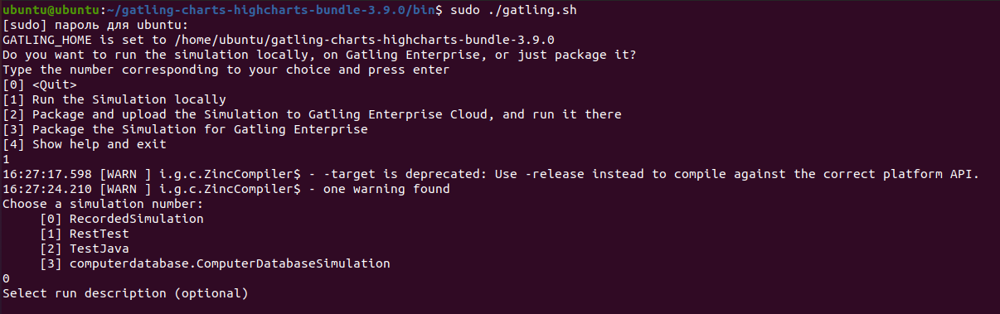 ubuntu@ubuntu:~/gatling-charts-highcharts-bundle-3.9.0/bin$ sudo ./gatling.sh
[sudo] пароль для ubuntu:
GATLING_HOME is set to /home/ubuntu/gatling-charts-highcharts-bundle-3.9.0
Do you want to run the simulation locally, on Gatling Enterprise, or just package it?
Type the number corresponding to your choice and press enter
[0] <Quit>
[1] Run the Simulation locally
[2] Package and upload the Simulation to Gatling Enterprise Cloud, and run it there
[3] Package the Simulation for Gatling Enterprise
[4] Show help and exit
1
16:27:17.598 [WARN ] i.g.c.ZincCompiler$ - -target is deprecated: Use -release instead to compile against the correct platform API.
16:27:24.210 [WARN ] i.g.c.ZincCompiler$ - one warning found
Choose a simulation number:
     [0] RecordedSimulation
     [1] RestTest
     [2] TestJava
     [3] computerdatabase.ComputerDatabaseSimulation
0
Select run description (optional)